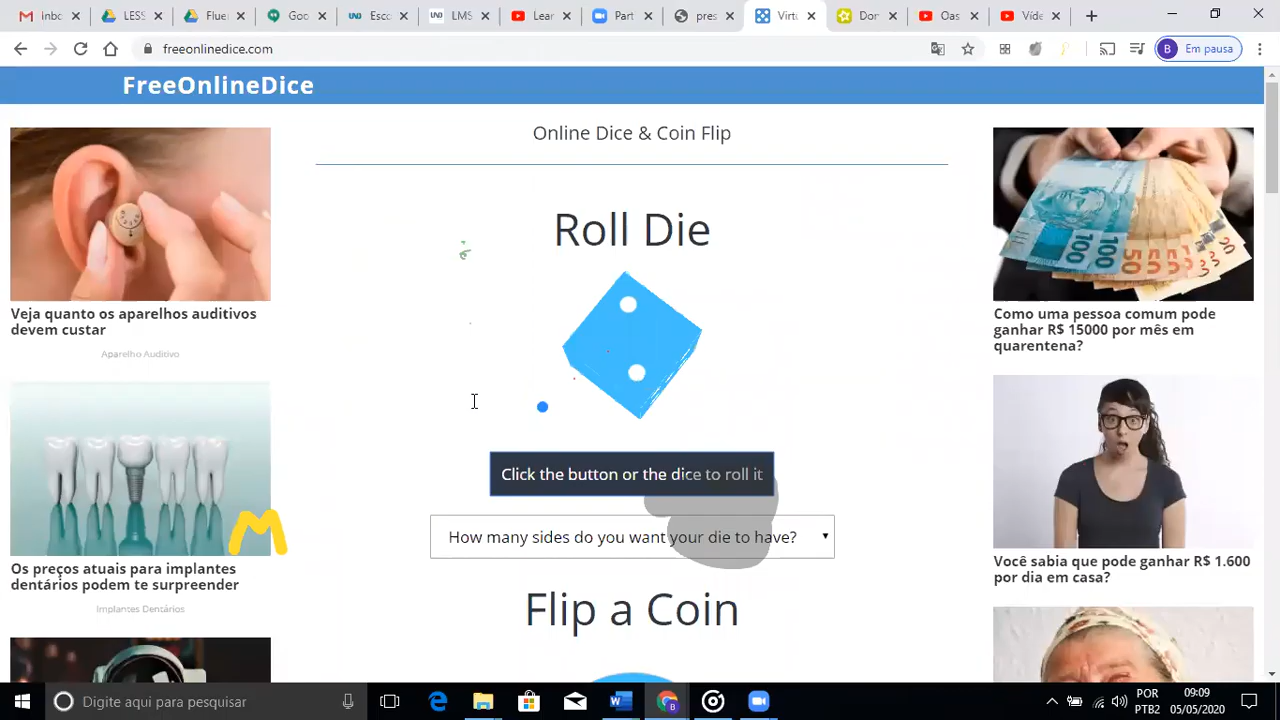 inbo
LESS
Flue
Goo
Esco
LMS
Lear
Part
pres
Virtu
Dor
Oas
Víde
freeonlinedice.com
Em pausa
B
FreeOnlineDice
Online Dice & Coin Flip
Roll Die
Click the button or the dice to roll it
How many sides do you want your die to have?
Flip a Coin
Veja quanto os aparelhos auditivos
devem custar
Aparelho Auditivo
M
Os preços atuais para implantes
dentários podem te surpreender
Implantes Dentários
100
100
50
Como uma pessoa comum pode
ganhar R$ 15000 por mês em
quarentena?
Você sabia que pode ganhar R$ 1.600
por dia em casa?
Digite aqui para pesquisar
POR
PTB2
09:09
05/05/2020